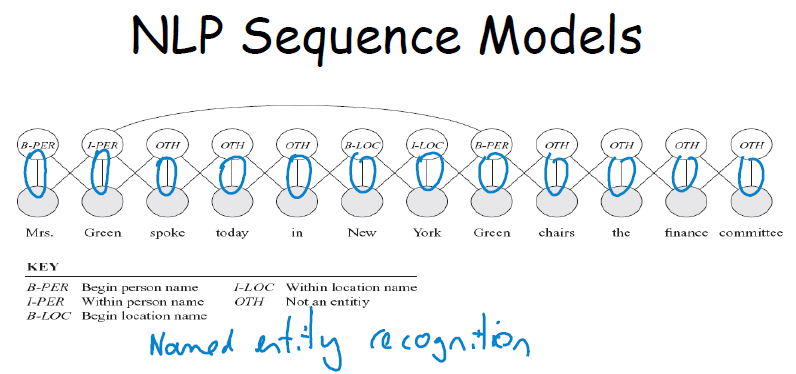 NLP Sequence Models
B-PER I-PER OTH OTH OTH B-LOC I-LOC B-PER OTH OTH OTH OTH
Mrs. Green spoke today in New York Green chairs the finance committee
KEY
B-PER Begin person name I-LOC Within location name
I-PER Within person name OTH Not an entitiy
B-LOC Begin location name
Named entity recognition